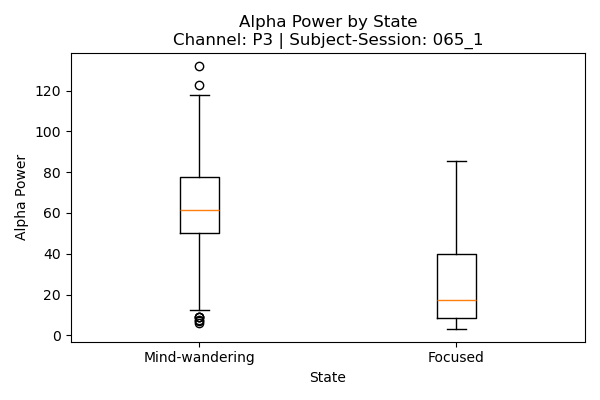 Alpha Power by State
Channel: P3 | Subject-Session: 065_1
Alpha Power
120
100
80
60
40
20
0
Mind-wandering
Focused
State